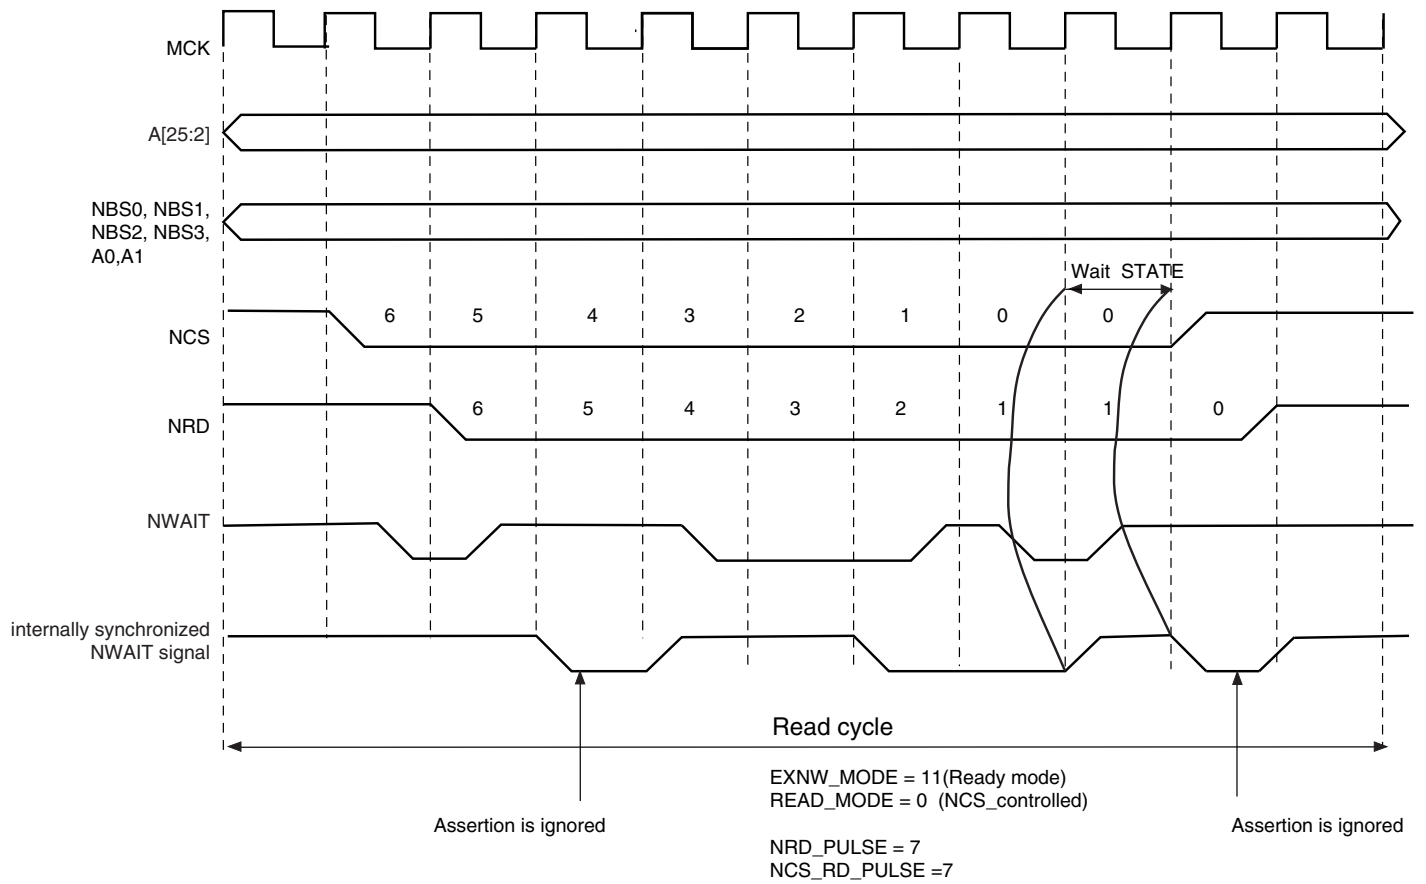 MCK
A[25:2]
NBS0, NBS1,
NBS2, NBS3,
A0,A1
Wait STATE
NCS
6 5 4 3 2 1 0 0
NRD
6 5 4 3 2 1 1 0
NWAIT
internally synchronized
NWAIT signal
Read cycle
EXNW_MODE = 11(Ready mode)
READ_MODE = 0 (NCS_controlled)
Assertion is ignored
Assertion is ignored
NRD_PULSE = 7
NCS_RD_PULSE =7